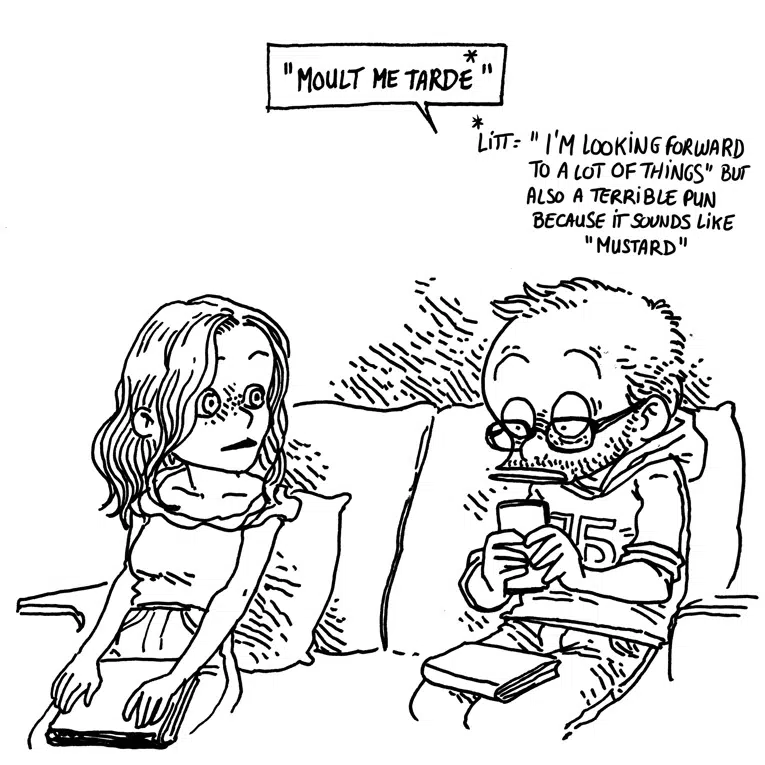 "MOULT ME TARDE*"
*LITT= "I'M LOOKING FORWARD
TO A LOT OF THINGS" BUT
ALSO A TERRIBLE PUN
BECAUSE IT SOUNDS LIKE
"MUSTARD"
75